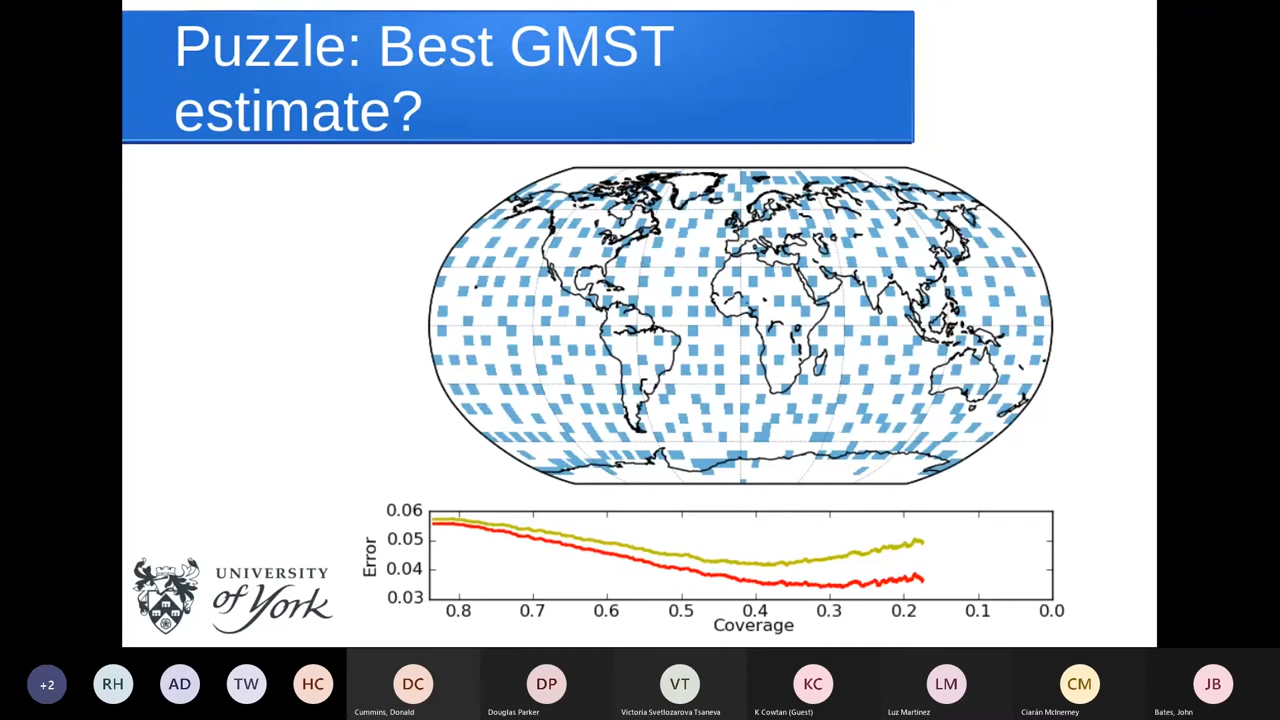 Puzzle: Best GMST
estimate?
0.06
0.05
0.04
0.03
Error
0.8 0.7 0.6 0.5 0.4 0.3 0.2 0.1 0.0
Coverage
UNIVERSITY
of York
+2 RH AD TW HC DC DP VT KC LM CM JB
Cummins, Donald Douglas Parker Victoria Svetlozarova Tsaneva K Cowtan (Guest) Luz Martinez Ciarán McInerney Bates, John